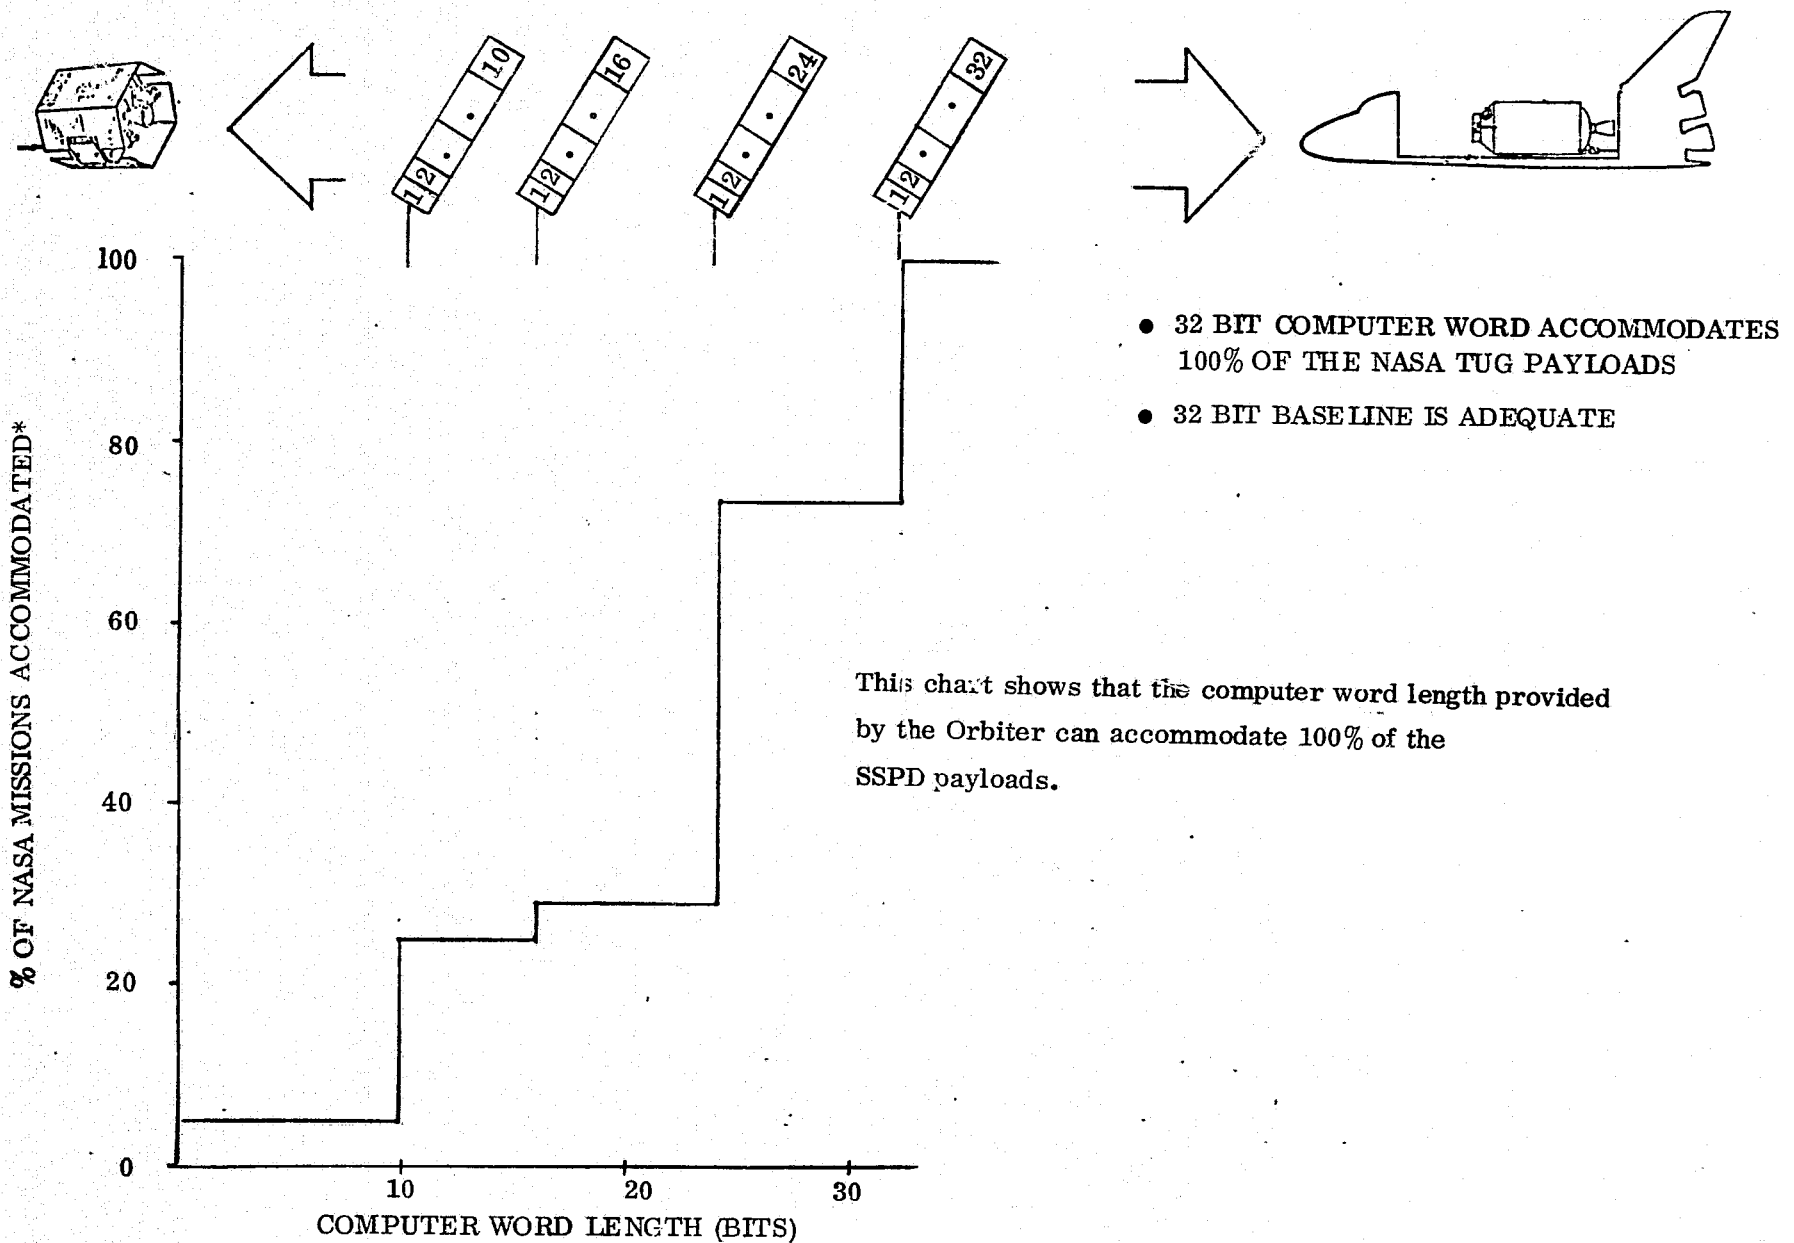 1 2 • • 10
1 2 • • 16
1 2 • • 24
1 2 • • 32
100
80
60
40
20
0
% OF NASA MISSIONS ACCOMMODATED*
10 20 30
COMPUTER WORD LENGTH (BITS)
● 32 BIT COMPUTER WORD ACCOMMODATES
100% OF THE NASA TUG PAYLOADS
● 32 BIT BASELINE IS ADEQUATE
This chart shows that the computer word length provided
by the Orbiter can accommodate 100% of the
SSPD payloads.